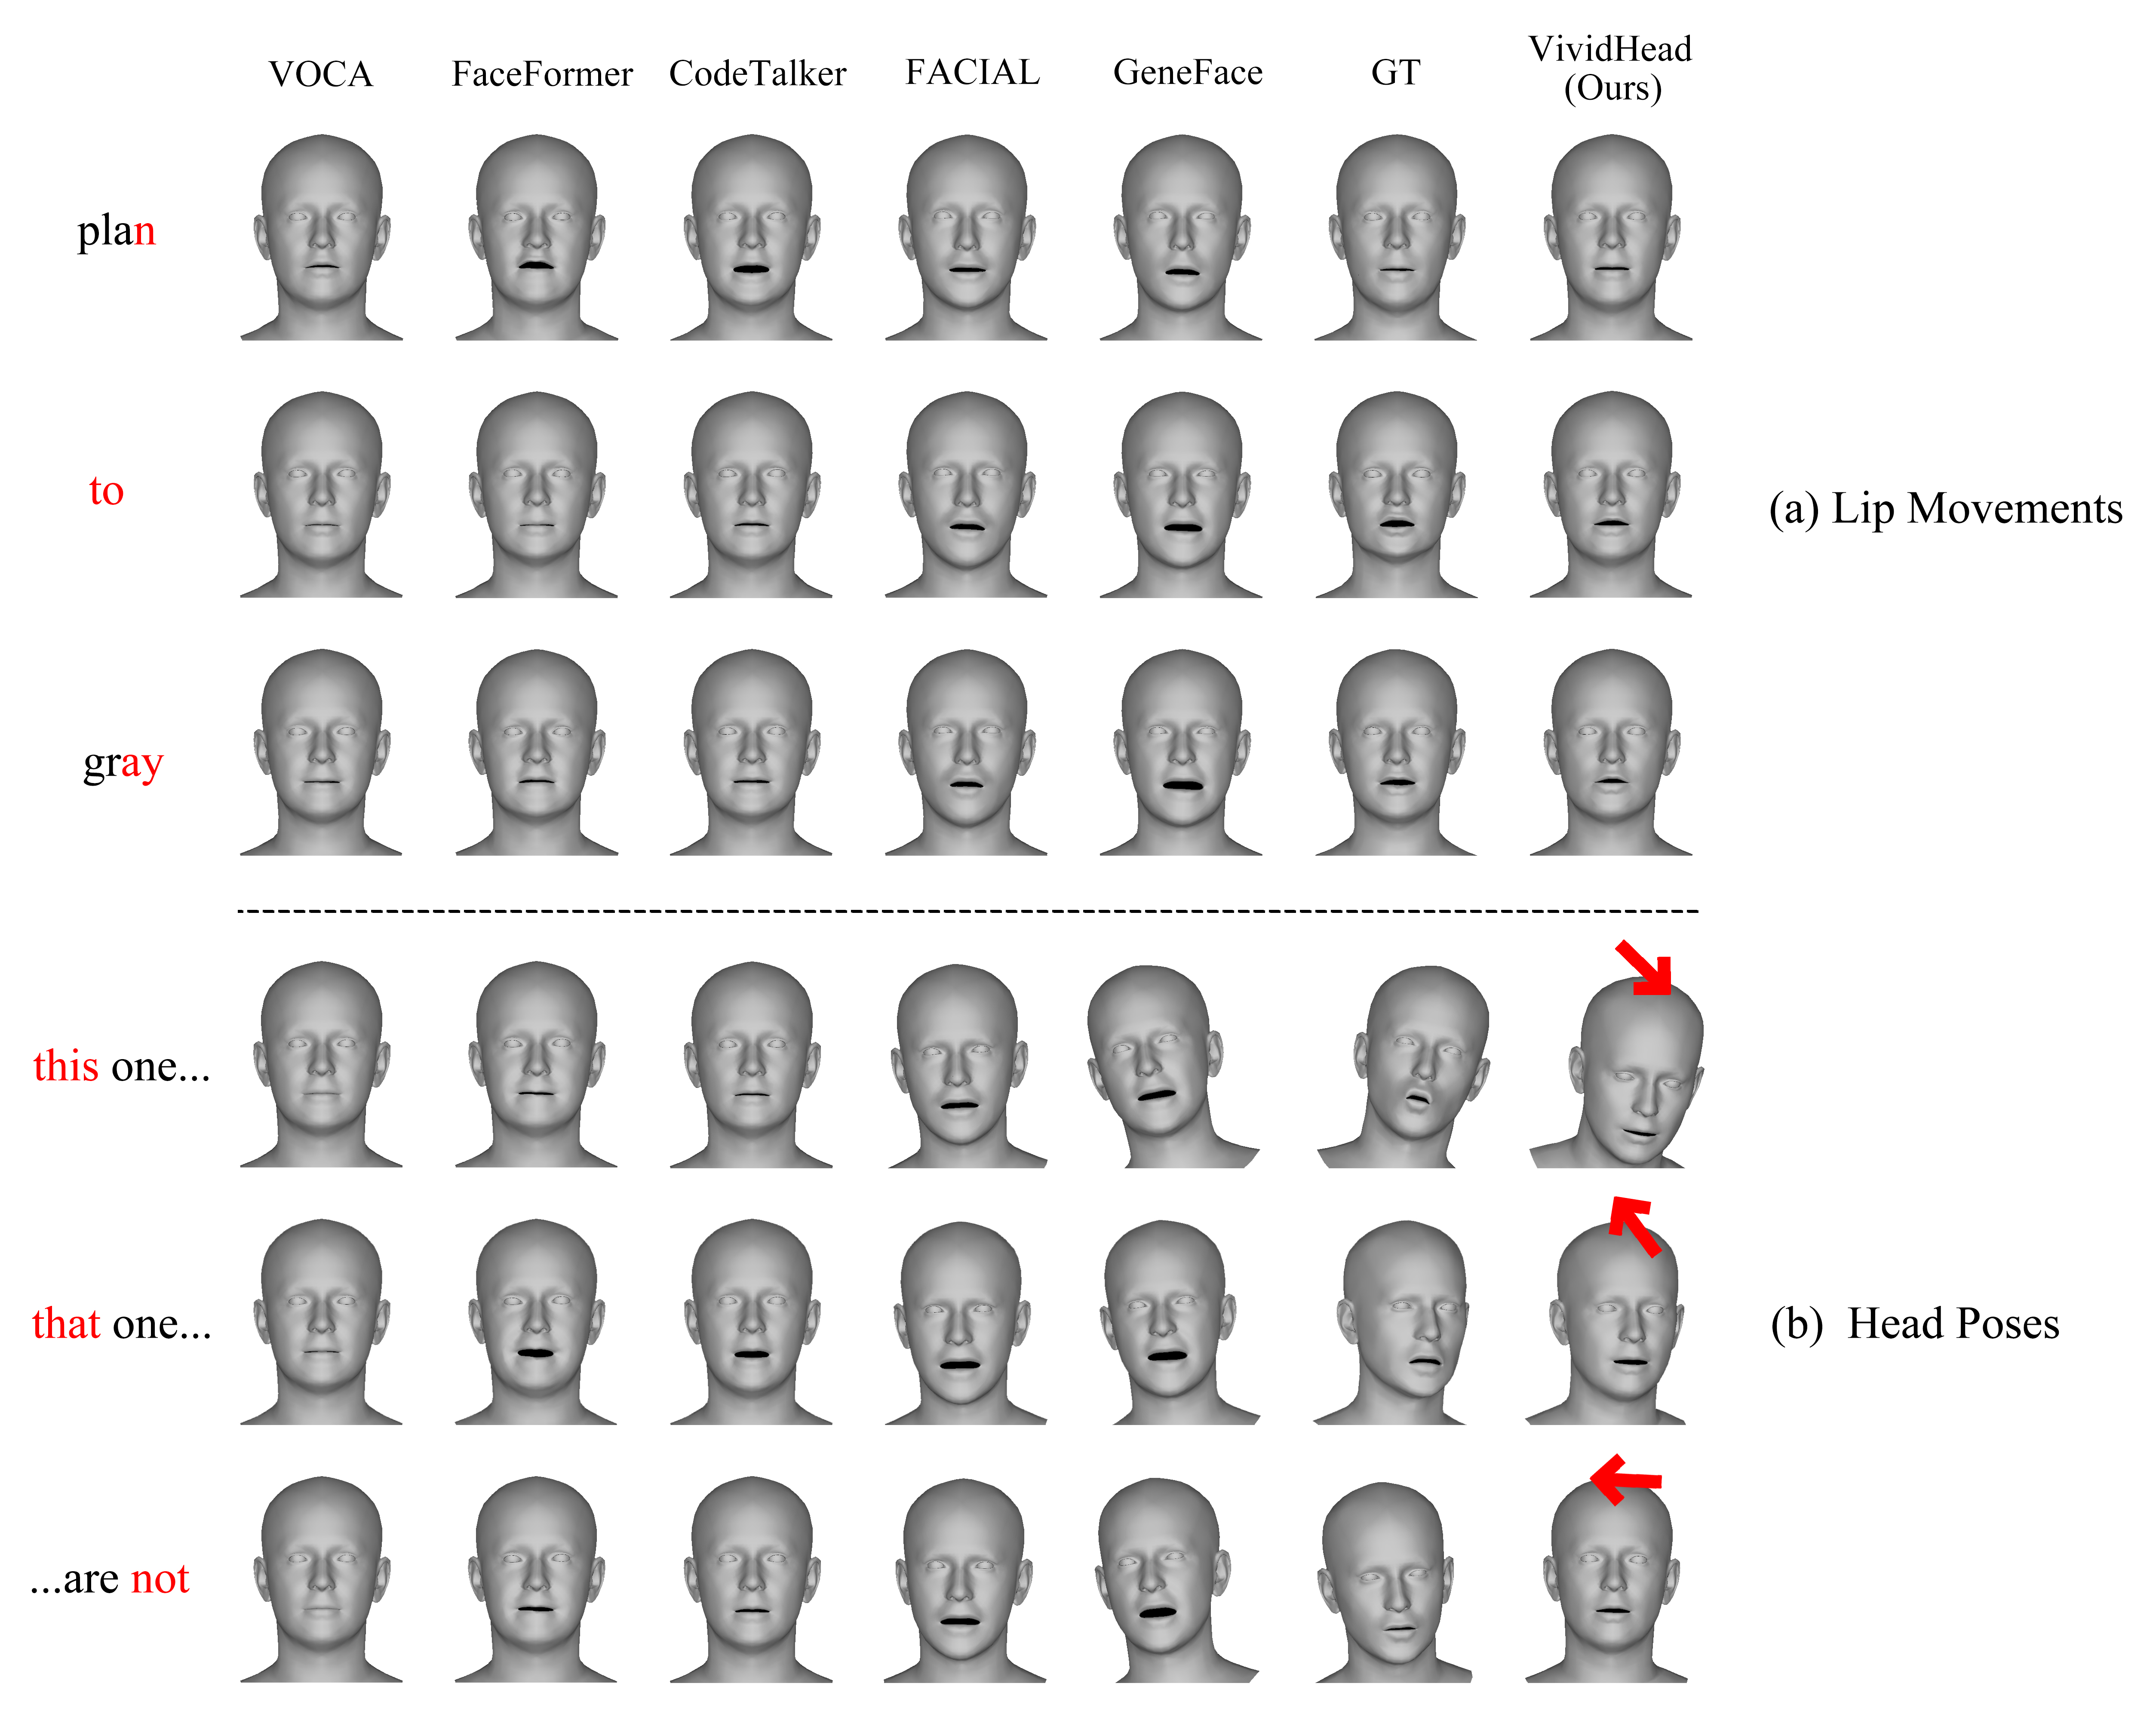 VOCA FaceFormer CodeTalker FACIAL GeneFace GT VividHead
(Ours)
plan
to
(a) Lip Movements
gray
this one...
that one...
(b) Head Poses
...are not